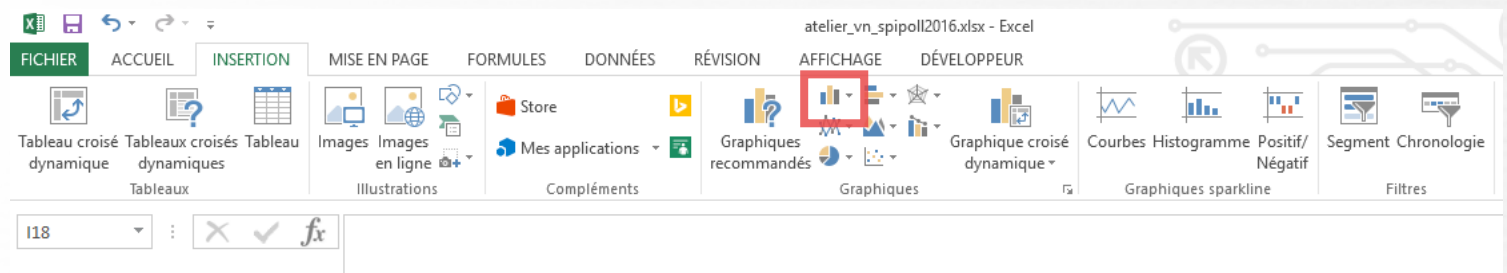 atelier_vn_spipoll2016.xlsx - Excel
FICHIER ACCUEIL INSERTION MISE EN PAGE FORMULES DONNÉES RÉVISION AFFICHAGE DÉVELOPPEUR
Store
Tableau croisé Tableaux croisés Tableau Images Images Mes applications Graphiques Graphique croisé Courbes Histogramme Positif/ Segment Chronologie
dynamique dynamiques en ligne recommandés dynamique Négatif
Tableaux Illustrations Compléments Graphiques Graphiques sparkline Filtres
I18 fx